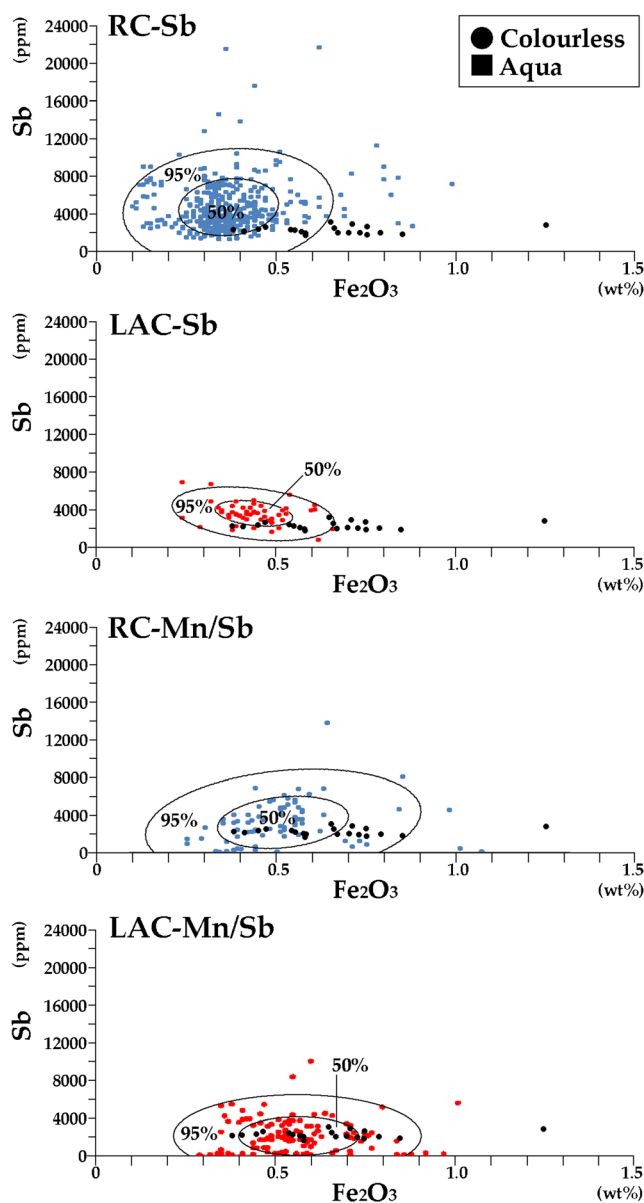 RC-Sb
(ppm)
Sb
24000
20000
16000
12000
8000
4000
0
95%
50%
Colourless
Aqua
0
0.5
1.0
1.5
Fe₂O₃
(wt%)
LAC-Sb
(ppm)
Sb
24000
20000
16000
12000
8000
4000
0
50%
95%
0
0.5
1.0
1.5
Fe₂O₃
(wt%)
RC-Mn/Sb
(ppm)
Sb
24000
20000
16000
12000
8000
4000
0
95%
50%
0
0.5
1.0
1.5
Fe₂O₃
(wt%)
LAC-Mn/Sb
(ppm)
Sb
24000
20000
16000
12000
8000
4000
0
50%
95%
0
0.5
1.0
1.5
Fe₂O₃
(wt%)